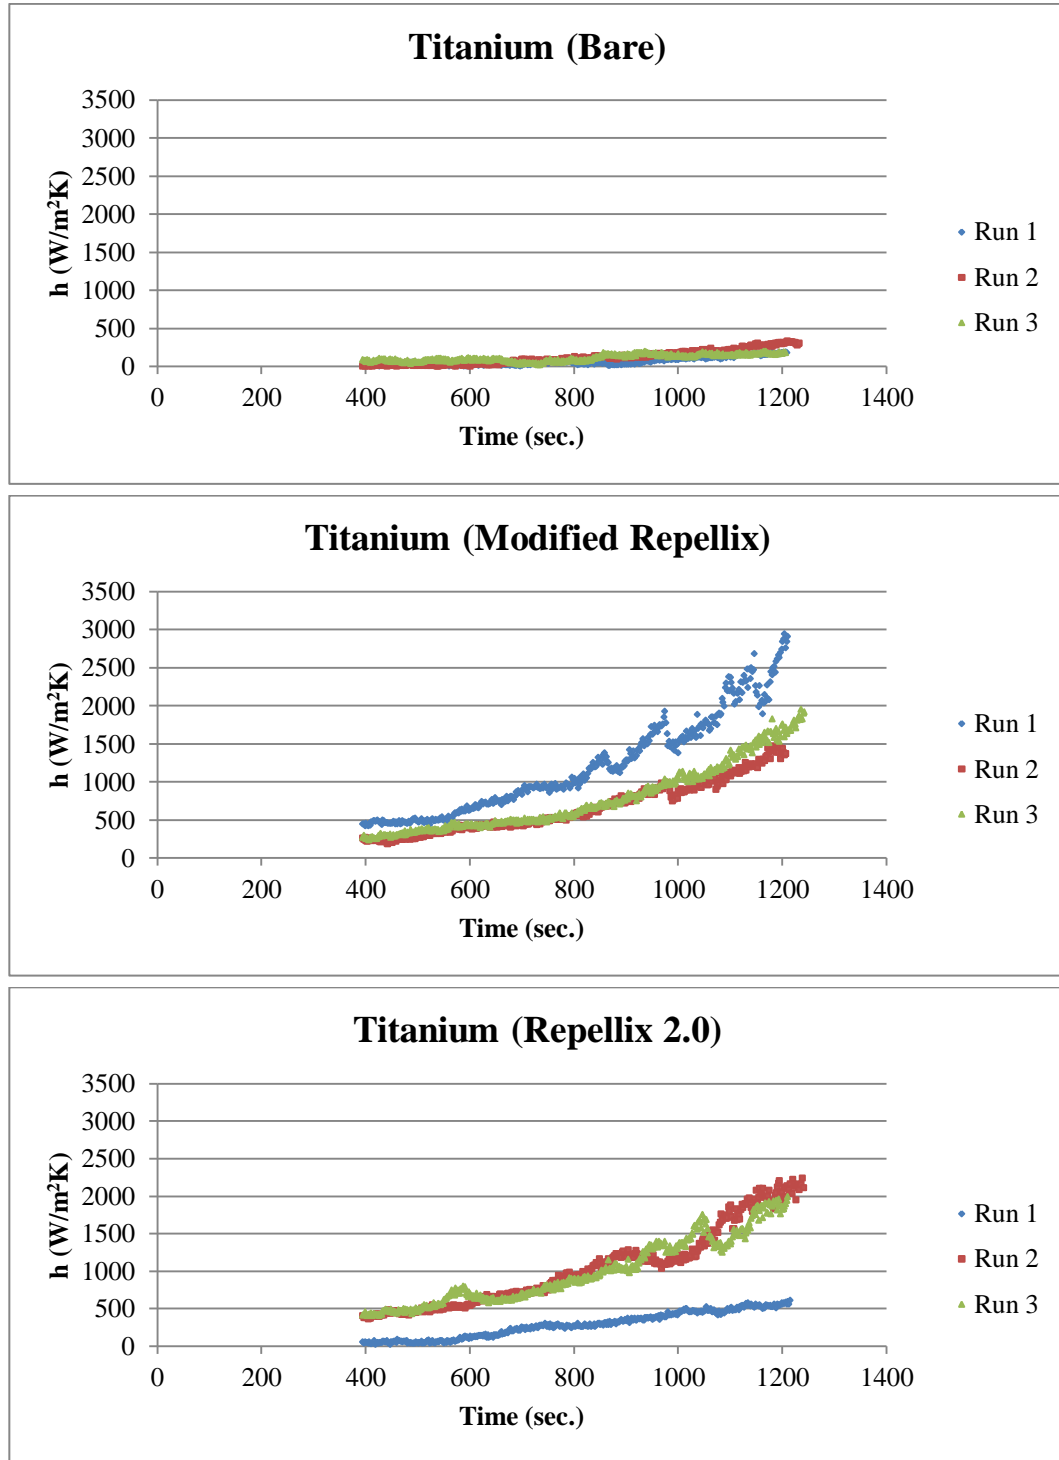 Titanium (Bare)
3500
3000
2500
2000
1500
1000
500
0
h (W/m²K)
0 200 400 600 800 1000 1200 1400
Time (sec.)
Run 1
Run 2
Run 3
Titanium (Modified Repellix)
3500
3000
2500
2000
1500
1000
500
0
h (W/m²K)
0 200 400 600 800 1000 1200 1400
Time (sec.)
Run 1
Run 2
Run 3
Titanium (Repellix 2.0)
3500
3000
2500
2000
1500
1000
500
0
h (W/m²K)
0 200 400 600 800 1000 1200 1400
Time (sec.)
Run 1
Run 2
Run 3